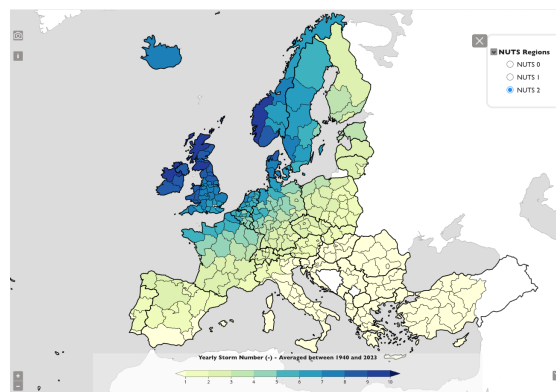 NUTS Regions
NUTS 0
NUTS 1
NUTS 2
Yearly Storm Number (-) - Averaged between 1940 and 2023
1 2 3 4 5 6 7 8 9 10
+
-